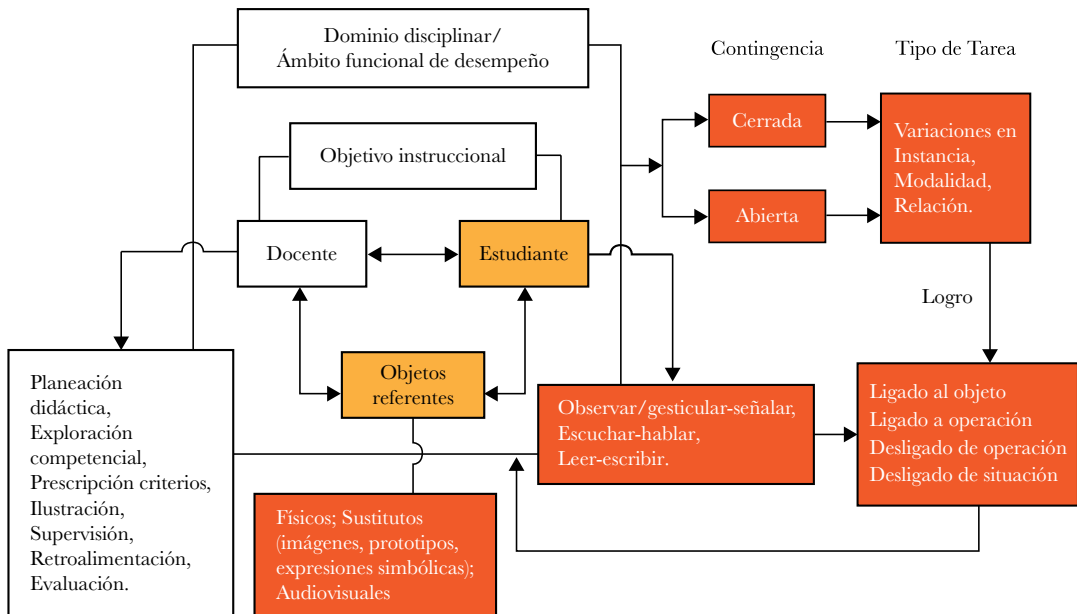 Dominio disciplinar/
Ámbito funcional de desempeño
Contingencia
Tipo de Tarea
Objetivo instruccional
Cerrada
Abierta
Variaciones en
Instancia,
Modalidad,
Relación.
Docente
Estudiante
Logro
Objetos
referentes
Planeación
didáctica,
Exploración
competencial,
Prescripción criterios,
Ilustración,
Supervisión,
Retroalimentación,
Evaluación.
Observar/gesticular-señalar,
Escuchar-hablar,
Leer-escribir.
Ligado al objeto
Ligado a operación
Desligado de operación
Desligado de situación
Físicos; Sustitutos
(imágenes, prototipos,
expresiones simbólicas);
Audiovisuales